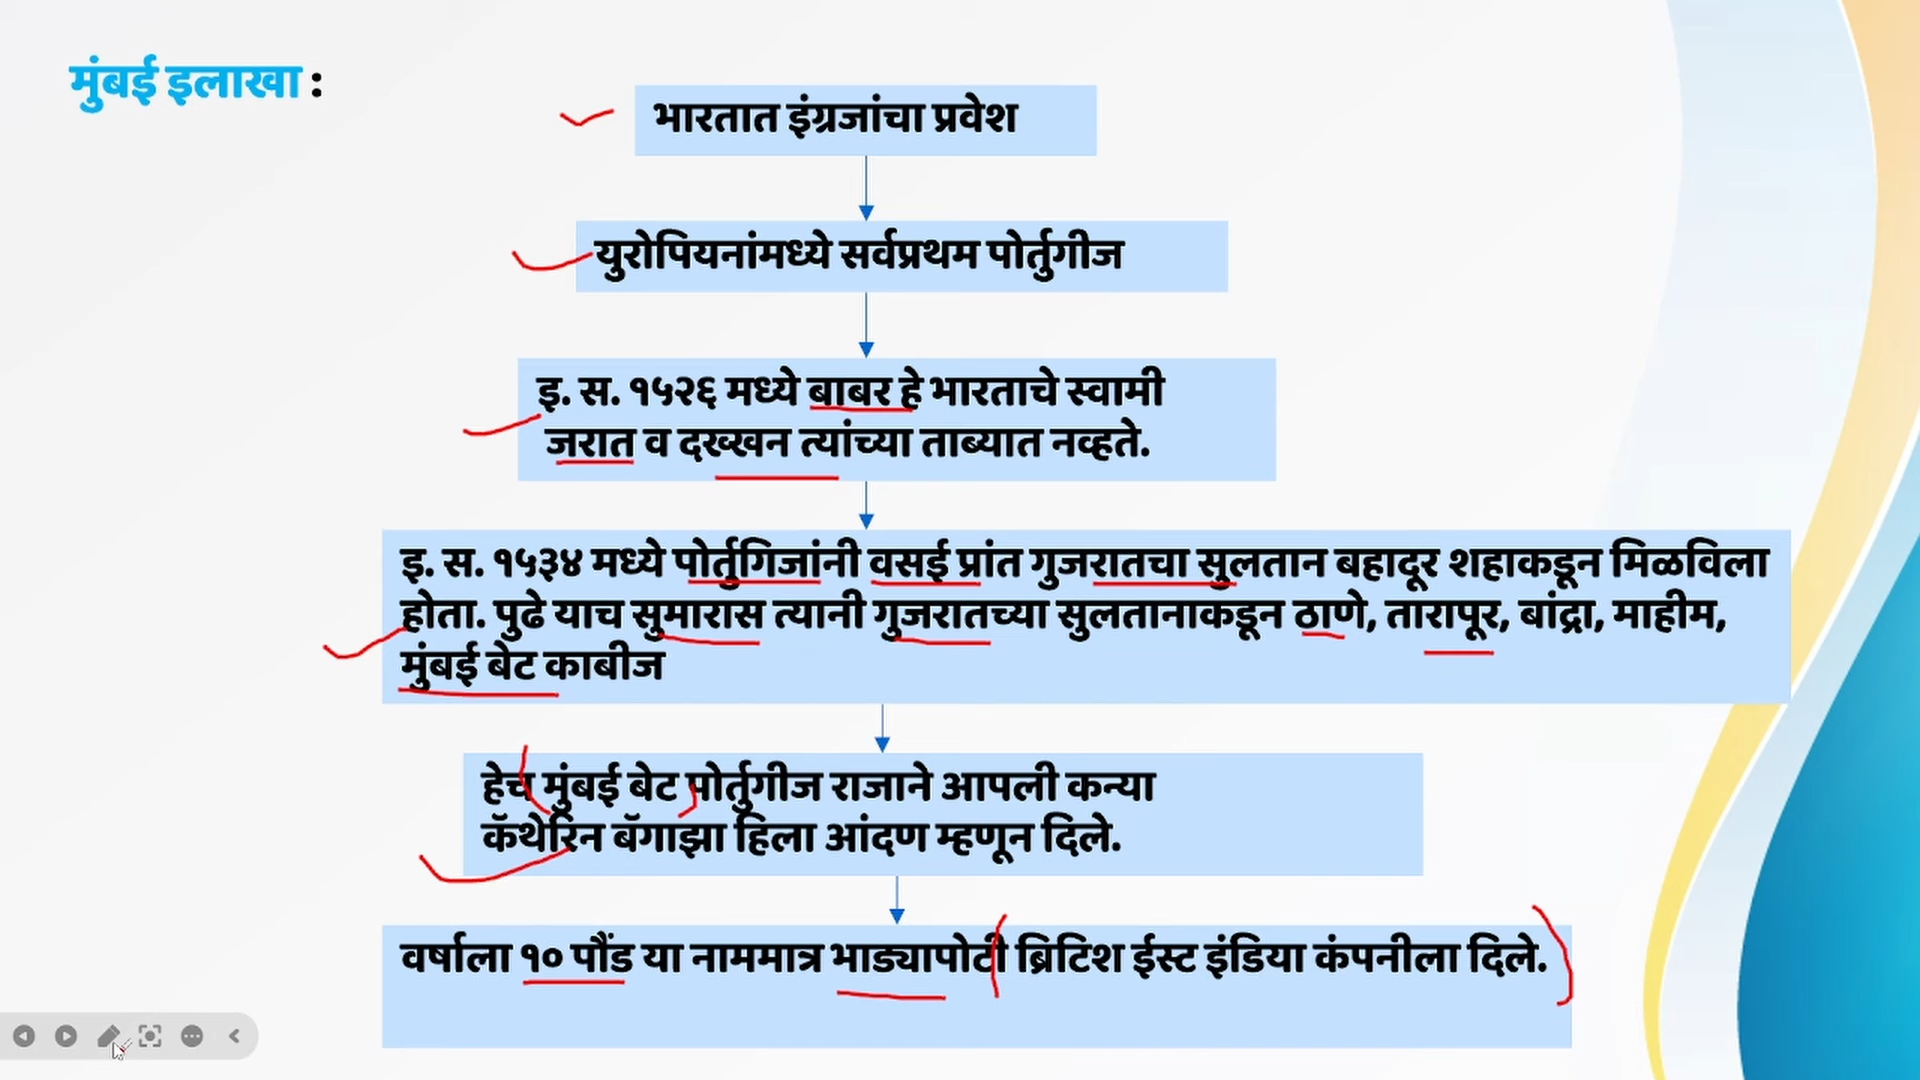 मुंबई इलाखा :
भारतात इंग्रजांचा प्रवेश
युरोपियनांमध्ये सर्वप्रथम पोर्तुगीज
इ. स. १५२६ मध्ये बाबर हे भारताचे स्वामी
जरात व दख्खन त्यांच्या ताब्यात नव्हते.
इ. स. १५३४ मध्ये पोर्तुगिजांनी वसई प्रांत गुजरातचा सुलतान बहादूर शहाकडून मिळविला
होता. पुढे याच सुमारास त्यानी गुजरातच्या सुलतानाकडून ठाणे, तारापूर, बांद्रा, माहीम,
मुंबई बेट काबीज
हेच मुंबई बेट पोर्तुगीज राजाने आपली कन्या
कॅथेरिन बॅगाझा हिला आंदण म्हणून दिले.
वर्षाला १० पौंड या नाममात्र भाड्यापोटी ब्रिटिश ईस्ट इंडिया कंपनीला दिले.